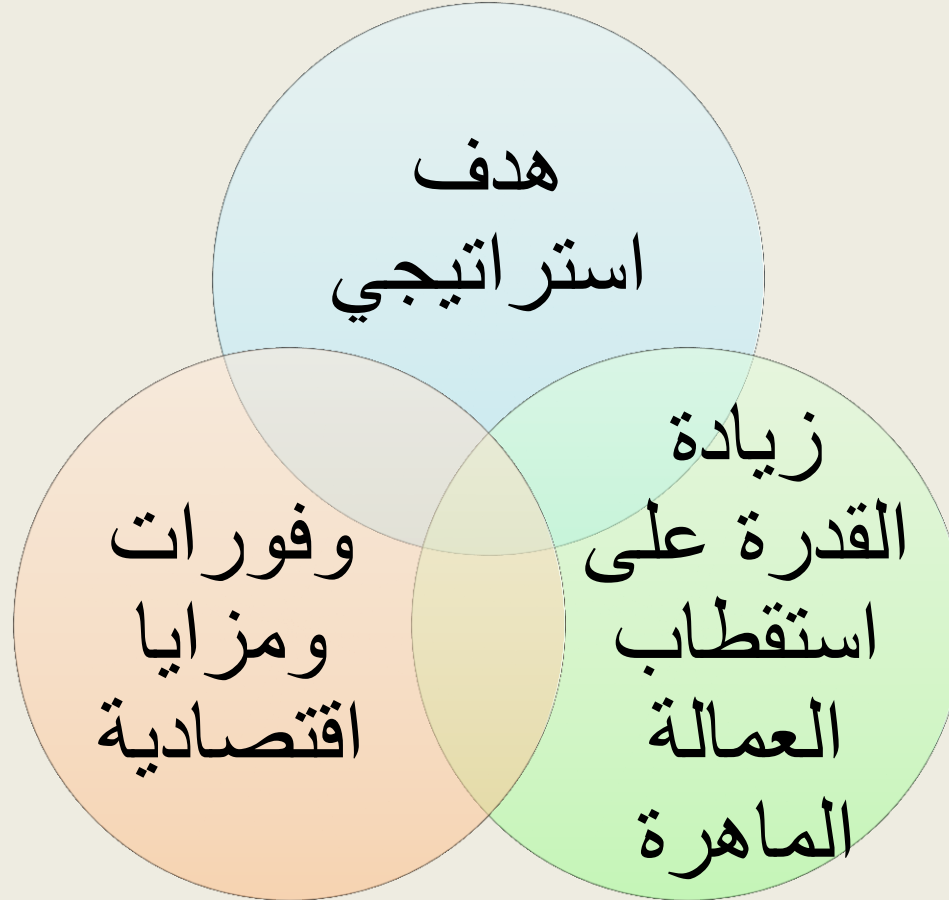 هدف
استراتيجي
زيادة
القدرة على
استقطاب
العمالة
الماهرة
وفورات
ومزايا
اقتصادية